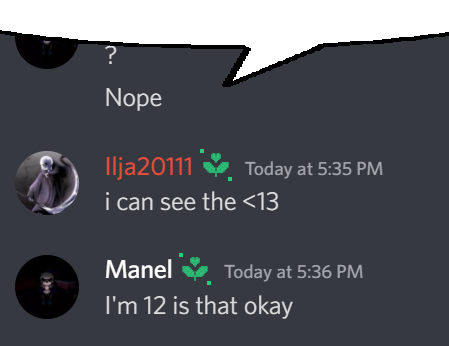 ?
Nope
Ilja20111 Today at 5:35 PM
i can see the <13
Manel Today at 5:36 PM
I'm 12 is that okay